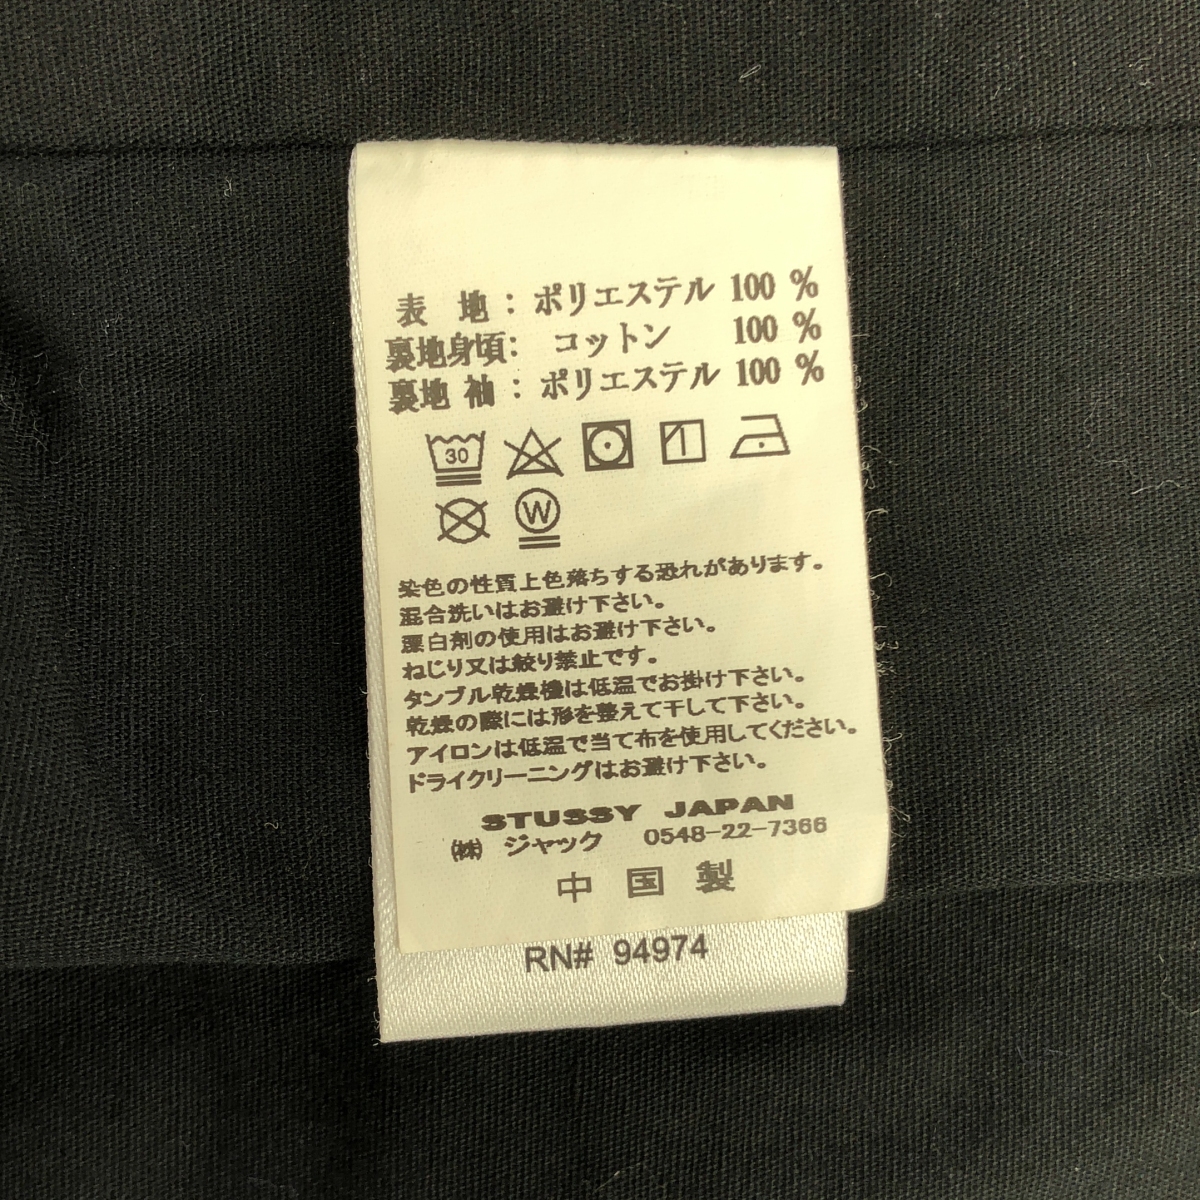 表 地 : ポリエステル 100 %
裏地身頃: コットン 100 %
裏地 袖 : ポリエステル 100 %
30
W
染色の性質上色落ちする恐れがあります。
混合洗いはお避け下さい。
漂白剤の使用はお避け下さい。
ねじり又は絞り禁止です。
タンブル乾燥機は低温でお掛け下さい。
乾燥の際には形を整えて干して下さい。
アイロンは低温で当て布を使用してください。
ドライクリーニングはお避け下さい。
STUSSY JAPAN
㈱ ジャック 0548-22-7366
中 国 製
RN# 94974